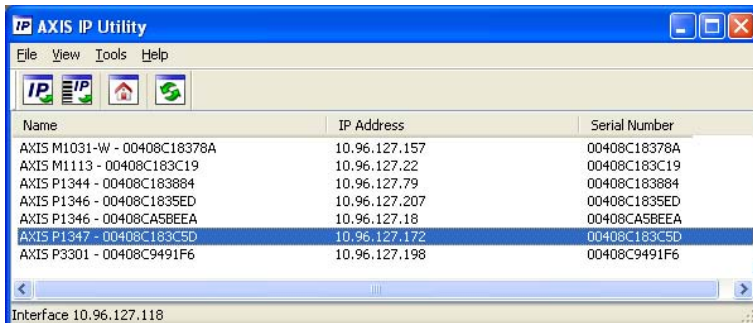 IP AXIS IP Utility
File View Tools Help
IP IP
Name IP Address Serial Number
AXIS M1031-W - 00408C18378A 10.96.127.157 00408C18378A
AXIS M1113 - 00408C183C19 10.96.127.22 00408C183C19
AXIS P1344 - 00408C183884 10.96.127.79 00408C183884
AXIS P1346 - 00408C1835ED 10.96.127.207 00408C1835ED
AXIS P1346 - 00408CA5BEEA 10.96.127.18 00408CA5BEEA
AXIS P1347 - 00408C183C5D 10.96.127.172 00408C183C5D
AXIS P3301 - 00408C9491F6 10.96.127.198 00408C9491F6
Interface 10.96.127.118